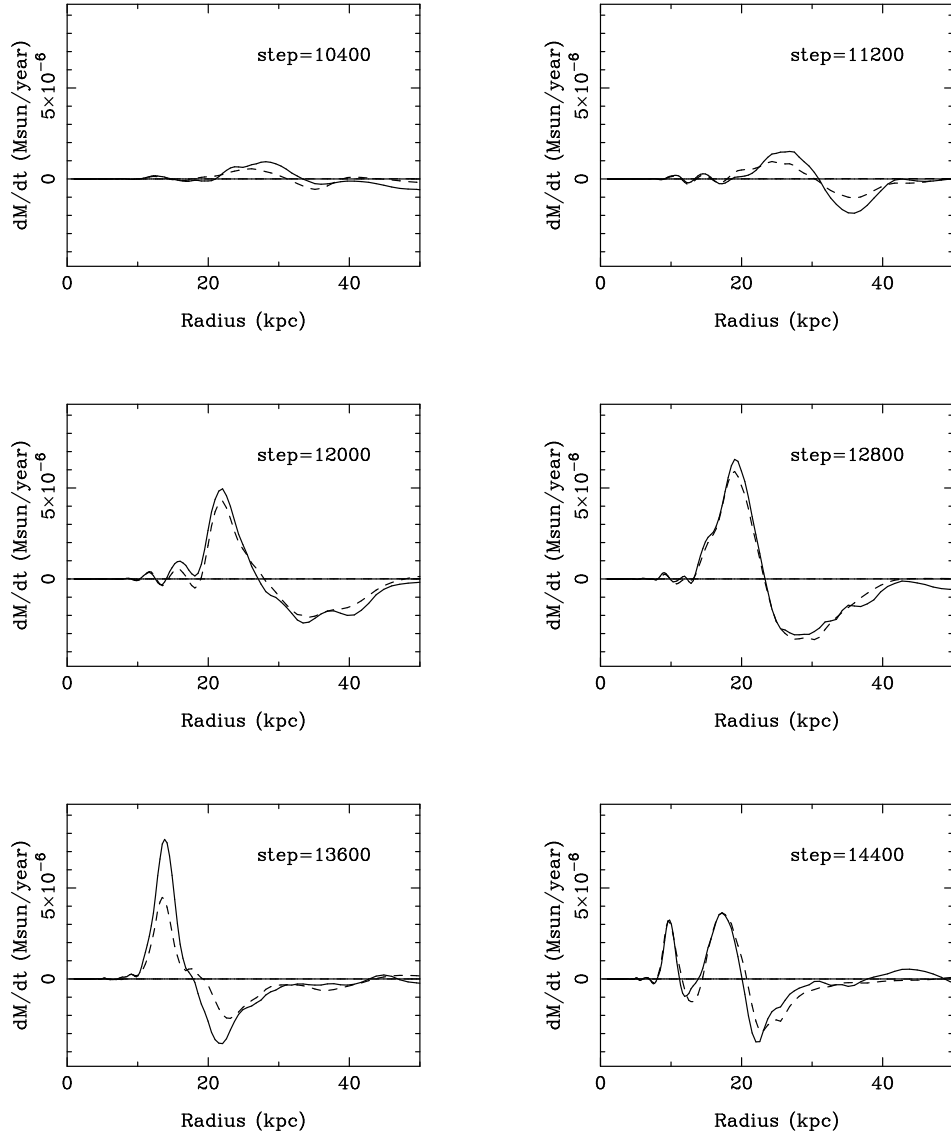 step=10400
dM/dt (Msun/year)
5×10⁻⁶
0
0 20 40
Radius (kpc)
step=11200
dM/dt (Msun/year)
5×10⁻⁶
0
0 20 40
Radius (kpc)
step=12000
dM/dt (Msun/year)
5×10⁻⁶
0
0 20 40
Radius (kpc)
step=12800
dM/dt (Msun/year)
5×10⁻⁶
0
0 20 40
Radius (kpc)
step=13600
dM/dt (Msun/year)
5×10⁻⁶
0
0 20 40
Radius (kpc)
step=14400
dM/dt (Msun/year)
5×10⁻⁶
0
0 20 40
Radius (kpc)